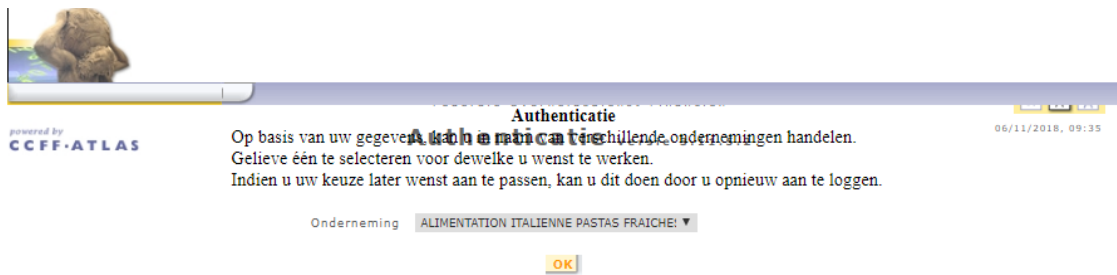 Authenticatie
powered by
CCFF-ATLAS
Op basis van uw gegevens, kan u in naam van verschillende ondernemingen handelen.
Authenticatie
06/11/2018, 09:35
Gelieve één te selecteren voor dewelke u wenst te werken.
Indien u uw keuze later wenst aan te passen, kan u dit doen door u opnieuw aan te loggen.
Onderneming ALIMENTATION ITALIENNE PASTAS FRAICHES
OK